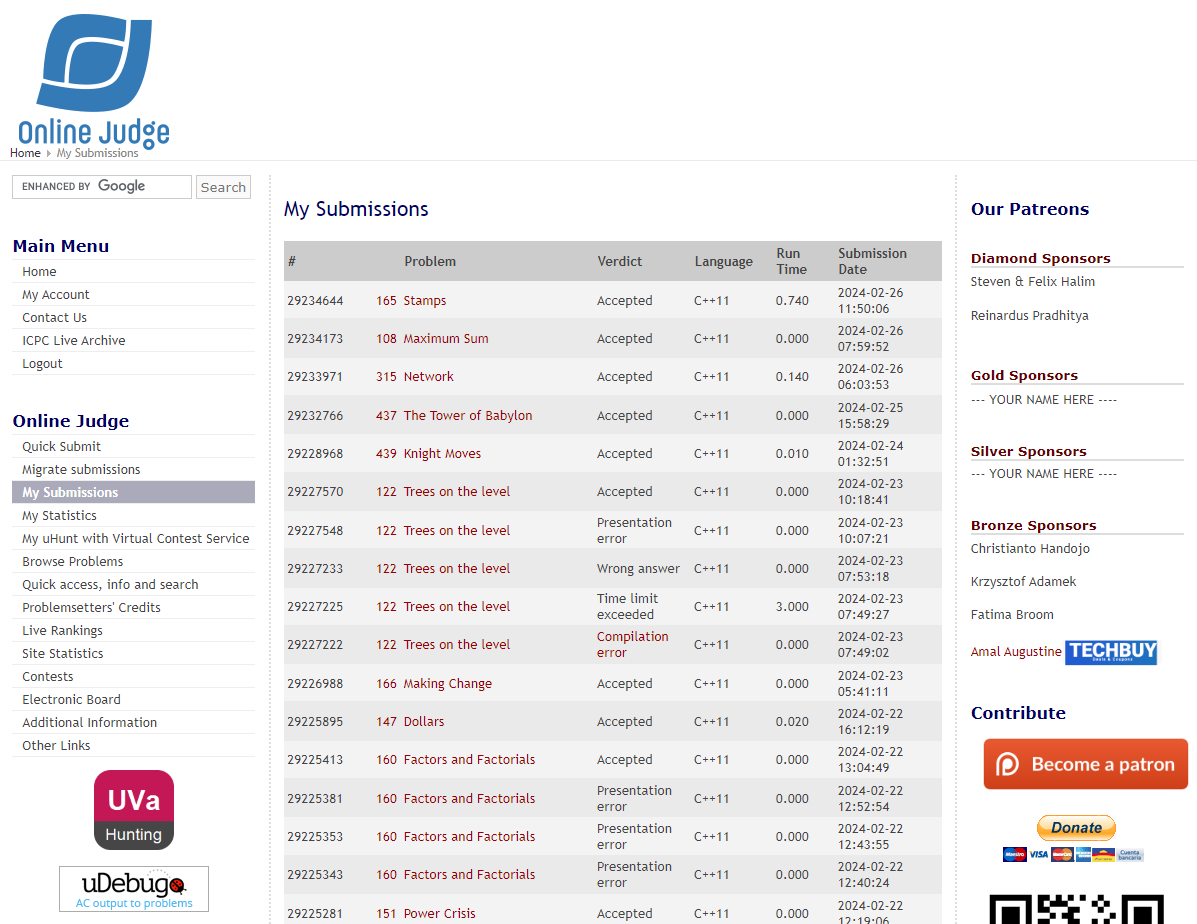 Online Judge
Home My Submissions
ENHANCED BY Google Search
Main Menu
Home
My Account
Contact Us
ICPC Live Archive
Logout
Online Judge
Quick Submit
Migrate submissions
My Submissions
My Statistics
My uHunt with Virtual Contest Service
Browse Problems
Quick access, info and search
Problemsetters' Credits
Live Rankings
Site Statistics
Contests
Electronic Board
Additional Information
Other Links
UVa
Hunting
uDebug
AC output to problems
My Submissions
# Problem Verdict Language Run Time Submission Date
29234644 165 Stamps Accepted C++11 0.740 2024-02-26 11:50:06
29234173 108 Maximum Sum Accepted C++11 0.000 2024-02-26 07:59:52
29233971 315 Network Accepted C++11 0.140 2024-02-26 06:03:53
29232766 437 The Tower of Babylon Accepted C++11 0.000 2024-02-25 15:58:29
29228968 439 Knight Moves Accepted C++11 0.010 2024-02-24 01:32:51
29227570 122 Trees on the level Accepted C++11 0.000 2024-02-23 10:18:41
29227548 122 Trees on the level Presentation error C++11 0.000 2024-02-23 10:07:21
29227233 122 Trees on the level Wrong answer C++11 0.000 2024-02-23 07:53:18
29227225 122 Trees on the level Time limit exceeded C++11 3.000 2024-02-23 07:49:27
29227222 122 Trees on the level Compilation error C++11 0.000 2024-02-23 07:49:02
29226988 166 Making Change Accepted C++11 0.000 2024-02-23 05:41:11
29225895 147 Dollars Accepted C++11 0.020 2024-02-22 16:12:19
29225413 160 Factors and Factorials Accepted C++11 0.000 2024-02-22 13:04:49
29225381 160 Factors and Factorials Presentation error C++11 0.000 2024-02-22 12:52:54
29225353 160 Factors and Factorials Presentation error C++11 0.000 2024-02-22 12:43:55
29225343 160 Factors and Factorials Presentation error C++11 0.000 2024-02-22 12:40:24
29225281 151 Power Crisis Accepted C++11 0.000 2024-02-22 12:19:06
Our Patreons
Diamond Sponsors
Steven & Felix Halim
Reinardus Pradhitya
Gold Sponsors
--- YOUR NAME HERE ----
Silver Sponsors
--- YOUR NAME HERE ----
Bronze Sponsors
Christianto Handojo
Krzysztof Adamek
Fatima Broom
Amal Augustine TECHBUY
Deals & Coupons
Contribute
Become a patron
Donate
Maestro VISA
Cuenta bancaria